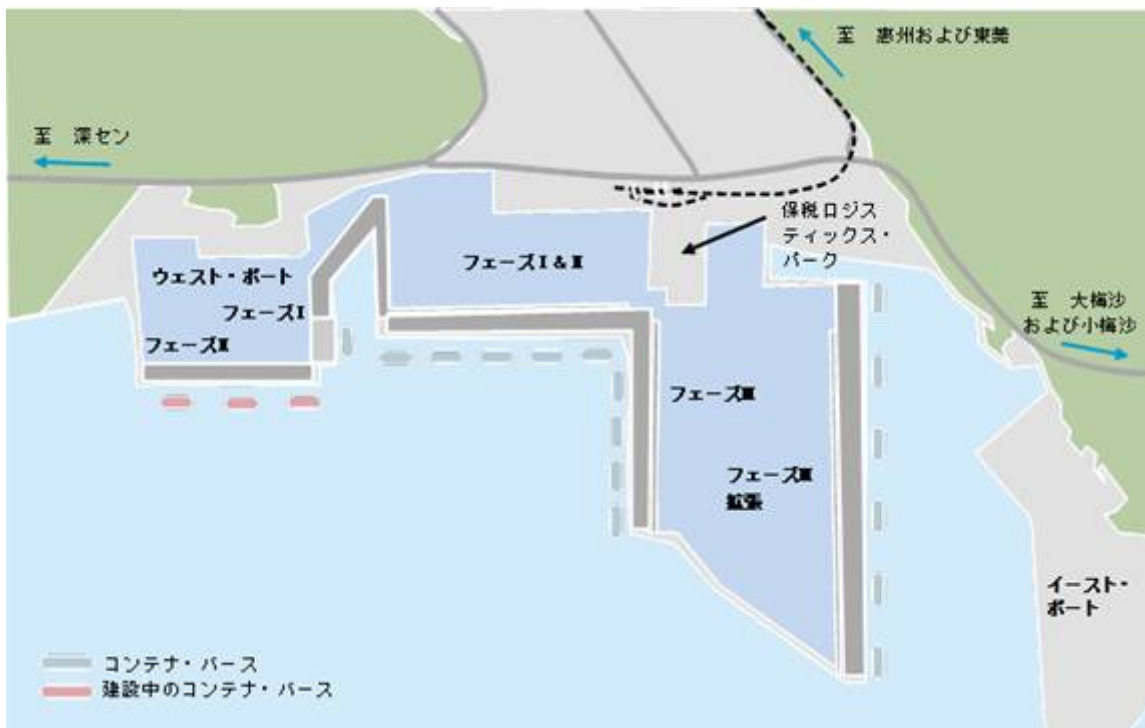 至　惠州および東莞
至　深セン
保税ロジス
ティックス・
パーク
フェーズⅠ＆Ⅱ
ウェスト・ポート
フェーズⅠ
フェーズⅡ
至　大梅沙
および小梅沙
フェーズⅢ
フェーズⅢ
拡張
イースト・
ポート
コンテナ・バース
建設中のコンテナ・バース